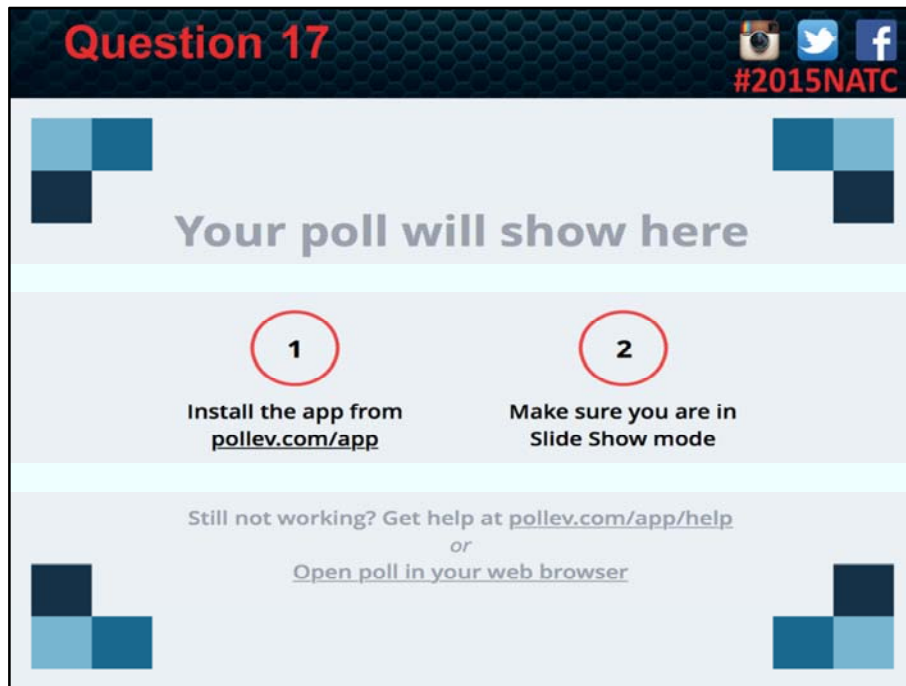 Question 17
#2015NATC
Your poll will show here
1
2
Install the app from
pollev.com/app
Make sure you are in
Slide Show mode
Still not working? Get help at pollev.com/app/help
or
Open poll in your web browser